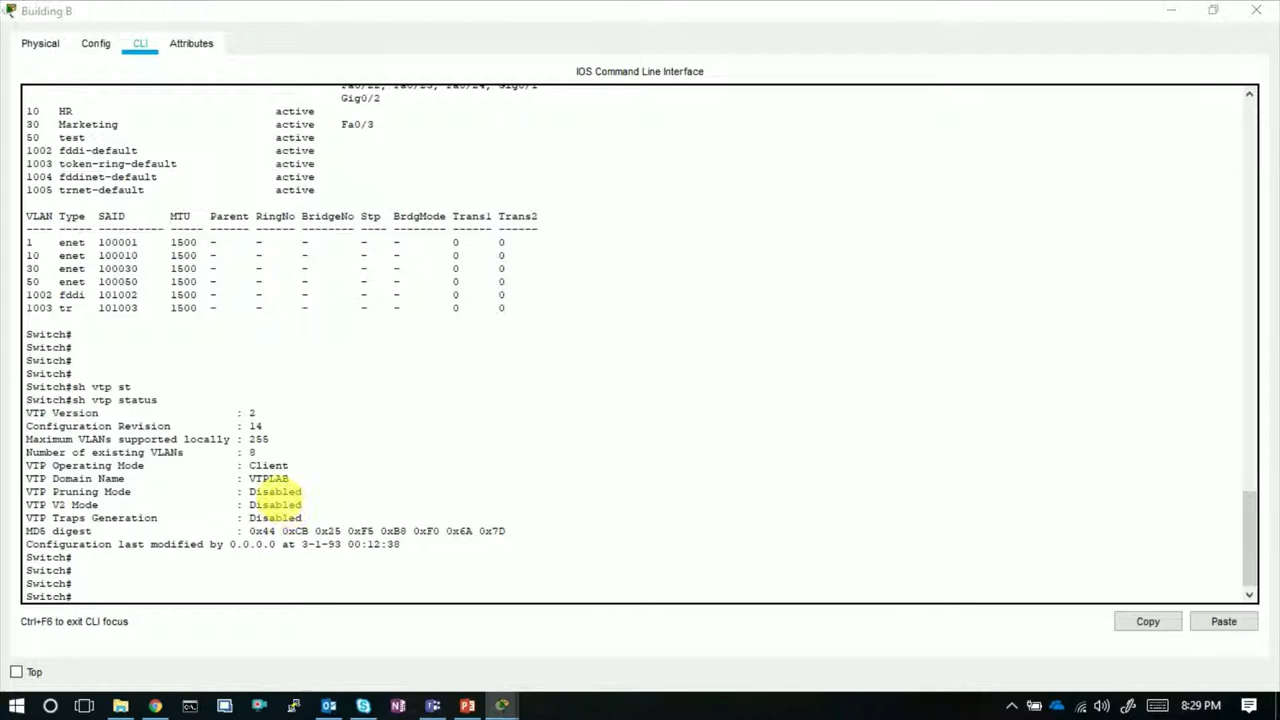 Building B
Physical Config CLI Attributes
IOS Command Line Interface
Fa0/22, Fa0/23, Fa0/24, Gig0/1
Gig0/2
10 HR active
30 Marketing active Fa0/3
50 test active
1002 fddi-default active
1003 token-ring-default active
1004 fddinet-default active
1005 trnet-default active
VLAN Type SAID MTU Parent RingNo BridgeNo Stp BrdgMode Trans1 Trans2
---- ----- ---------- ----- ------ ------ -------- ---- -------- ------ ------
1 enet 100001 1500 - - - - - 0 0
10 enet 100010 1500 - - - - - 0 0
30 enet 100030 1500 - - - - - 0 0
50 enet 100050 1500 - - - - - 0 0
1002 fddi 101002 1500 - - - - - 0 0
1003 tr 101003 1500 - - - - - 0 0
Switch#
Switch#
Switch#
Switch#
Switch#sh vtp st
Switch#sh vtp status
VTP Version : 2
Configuration Revision : 14
Maximum VLANs supported locally : 255
Number of existing VLANs : 8
VTP Operating Mode : Client
VTP Domain Name : VTPLAB
VTP Pruning Mode : Disabled
VTP V2 Mode : Disabled
VTP Traps Generation : Disabled
MD5 digest : 0x44 0xCB 0x25 0xF5 0xB8 0xF0 0x6A 0x7D
Configuration last modified by 0.0.0.0 at 3-1-93 00:12:38
Switch#
Switch#
Switch#
Switch#
Ctrl+F6 to exit CLI focus
Copy Paste
Top
8:29 PM